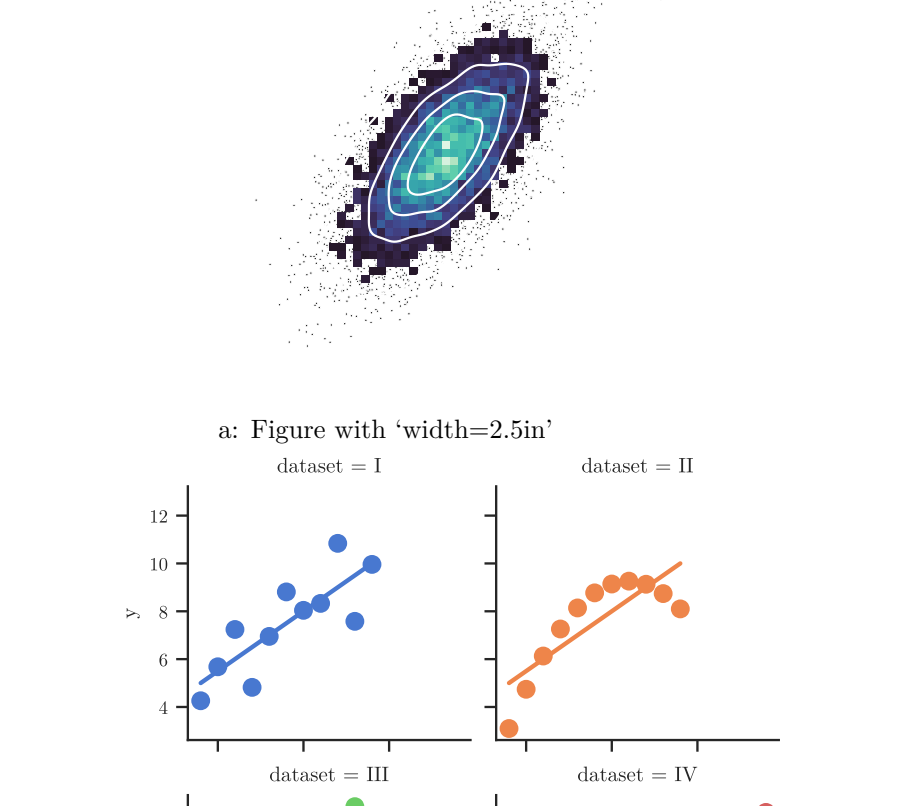 a: Figure with ‘width=2.5in’
dataset = I
dataset = II
12
10
8
6
4
y
dataset = III
dataset = IV